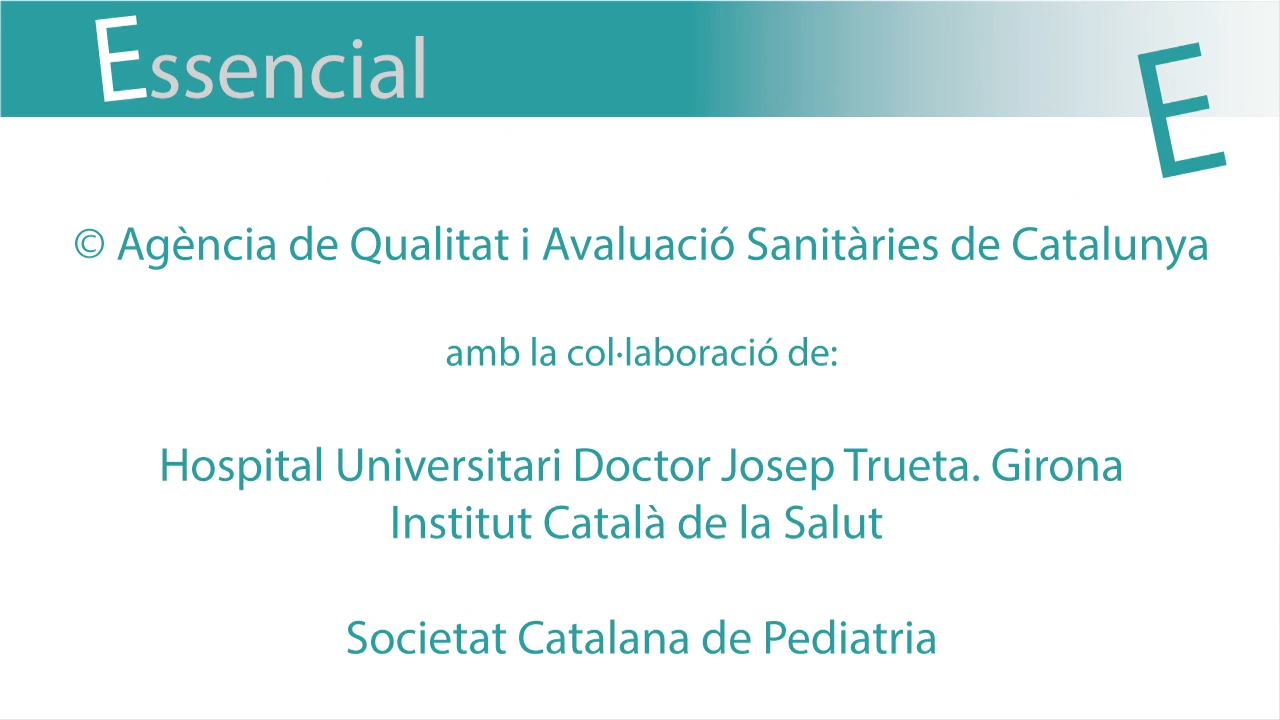 Essencial
E
© Agència de Qualitat i Avaluació Sanitàries de Catalunya
amb la col·laboració de:
Hospital Universitari Doctor Josep Trueta. Girona
Institut Català de la Salut
Societat Catalana de Pediatria